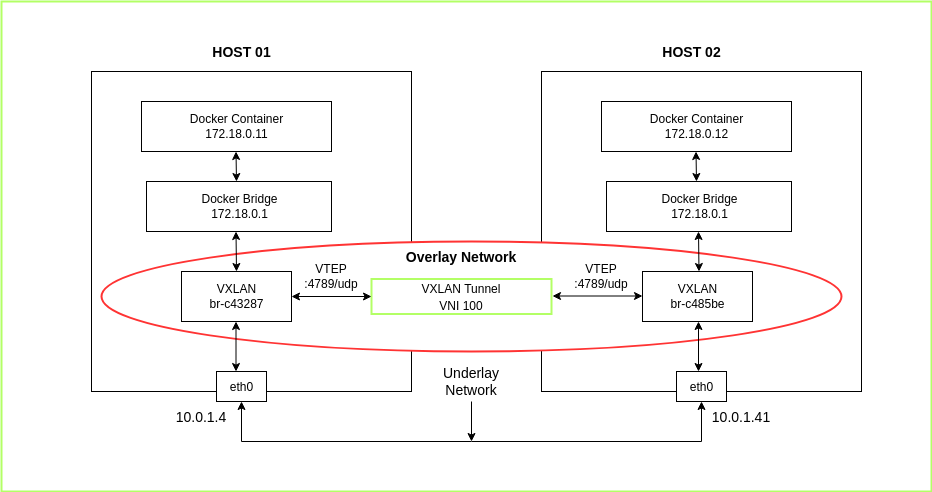 HOST 01
HOST 02
Docker Container
172.18.0.11
Docker Container
172.18.0.12
Docker Bridge
172.18.0.1
Docker Bridge
172.18.0.1
Overlay Network
VXLAN
br-c43287
VTEP
:4789/udp
VXLAN Tunnel
VNI 100
VTEP
:4789/udp
VXLAN
br-c485be
eth0
Underlay
Network
eth0
10.0.1.4
10.0.1.41